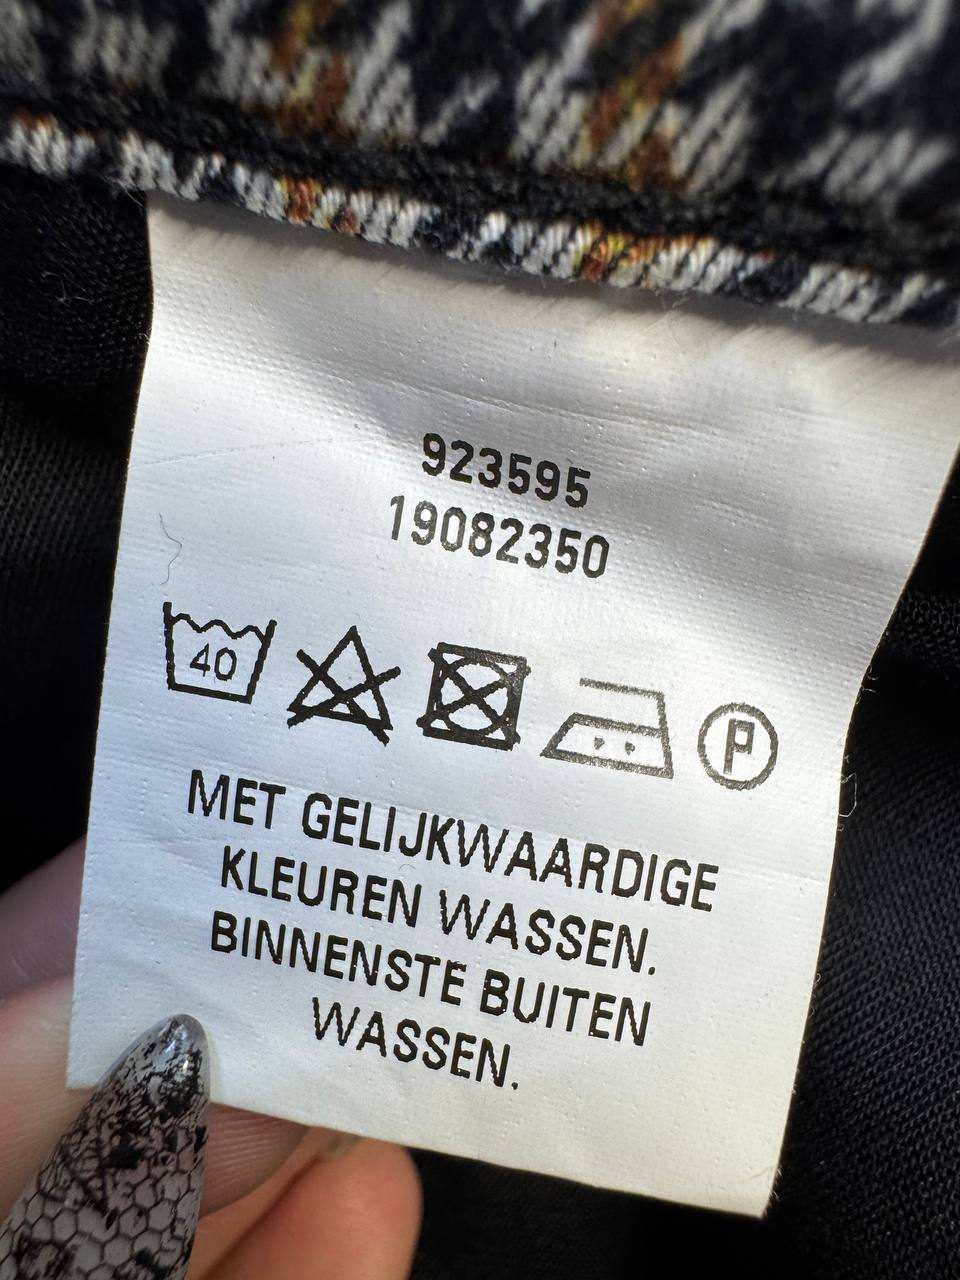 923595
19082350
40 P
MET GELIJKWAARDIGE
KLEUREN WASSEN.
BINNENSTE BUITEN
WASSEN.